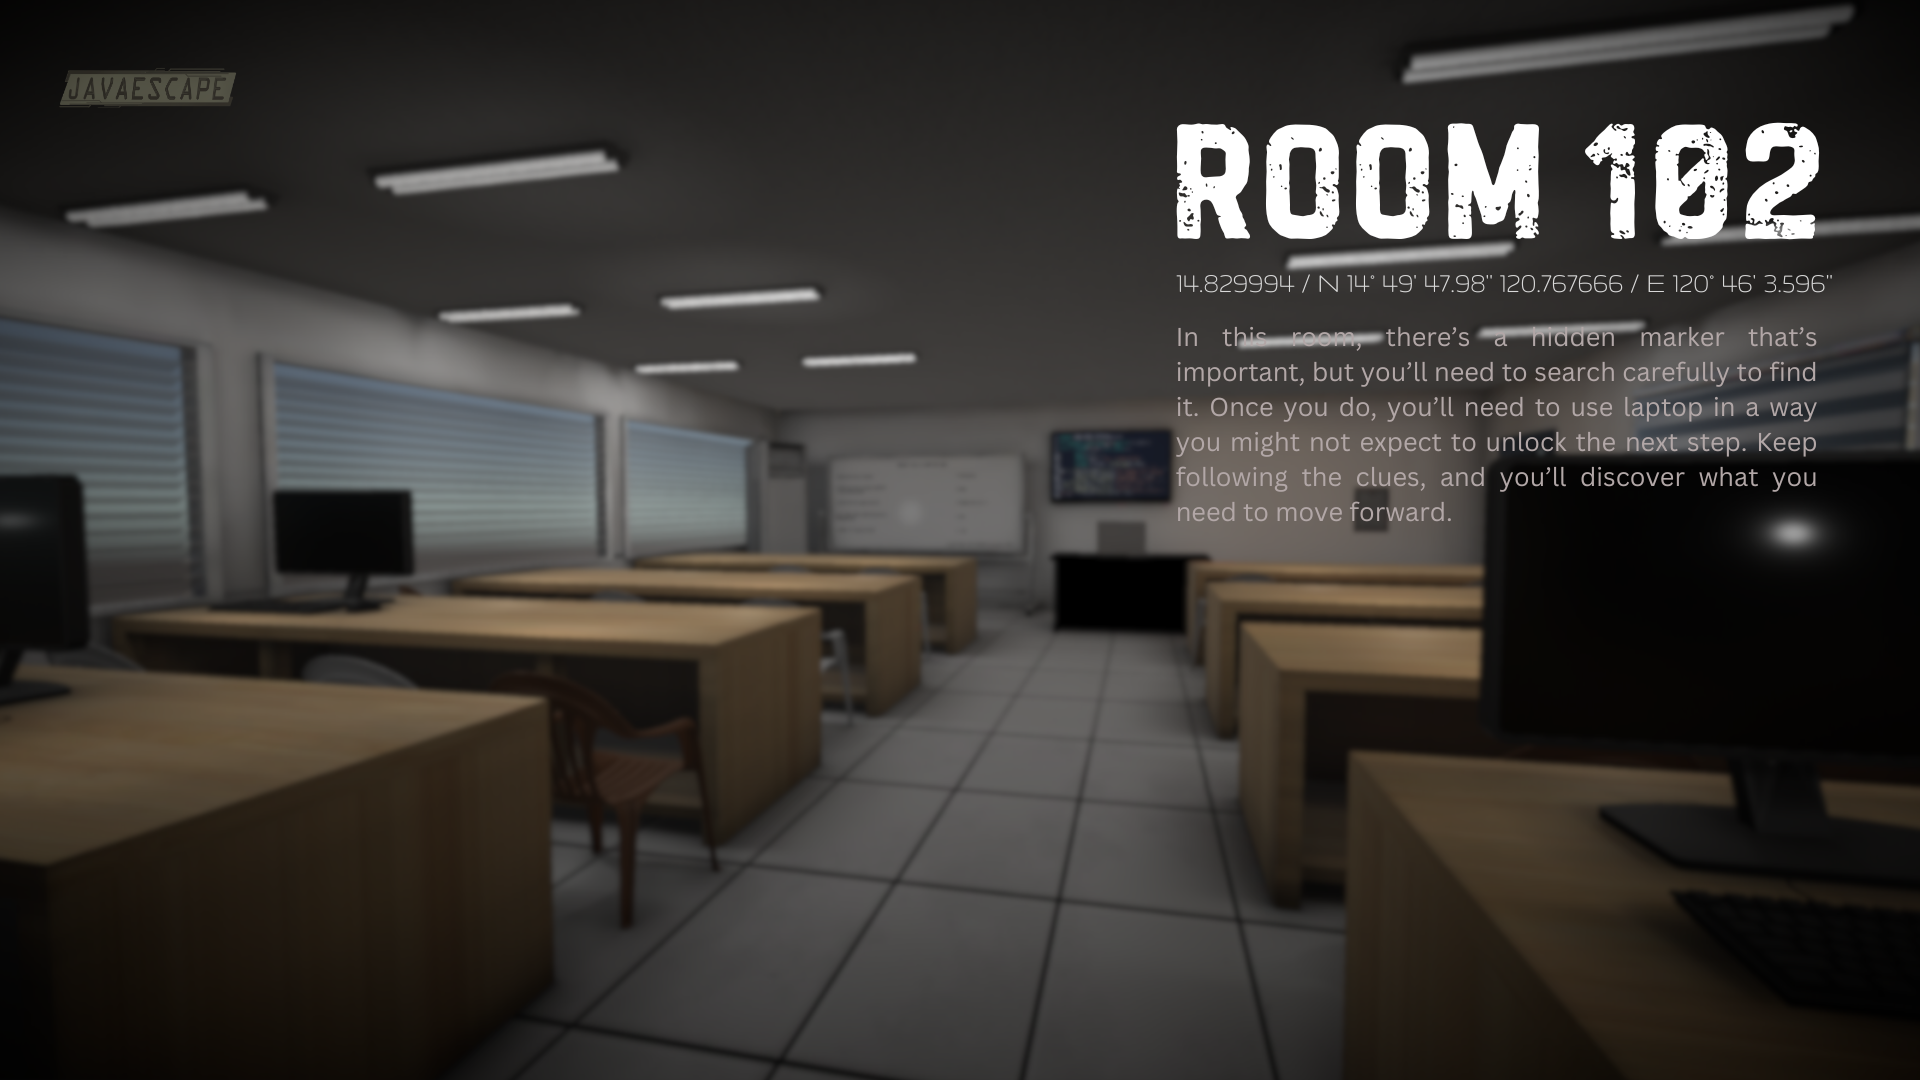 JAVAESCAPE
ROOM 102
14.829994 / N 14° 49' 47.98" 120.767666 / E 120° 46' 3.596"
In this room, there’s a hidden marker that’s
important, but you’ll need to search carefully to find
it. Once you do, you’ll need to use laptop in a way
you might not expect to unlock the next step. Keep
following the clues, and you’ll discover what you
need to move forward.